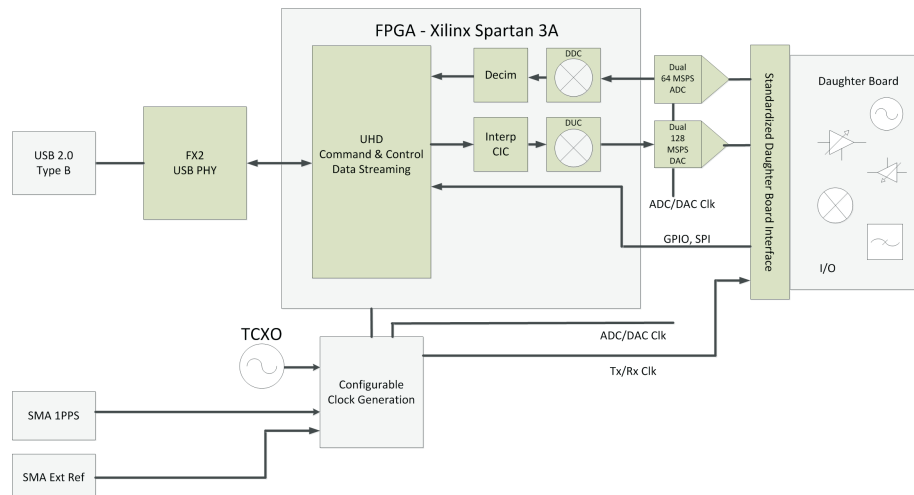 FPGA - Xilinx Spartan 3A
DDC
Decim
Dual
64 MSPS
ADC
Daughter Board
USB 2.0
Type B
FX2
USB PHY
UHD
Command & Control
Data Streaming
DUC
Interp
CIC
Dual
128
MSPS
DAC
ADC/DAC Clk
Standardized Daughter Board Interface
GPIO, SPI
I/O
TCXO
ADC/DAC Clk
Tx/Rx Clk
Configurable
Clock Generation
SMA 1PPS
SMA Ext Ref